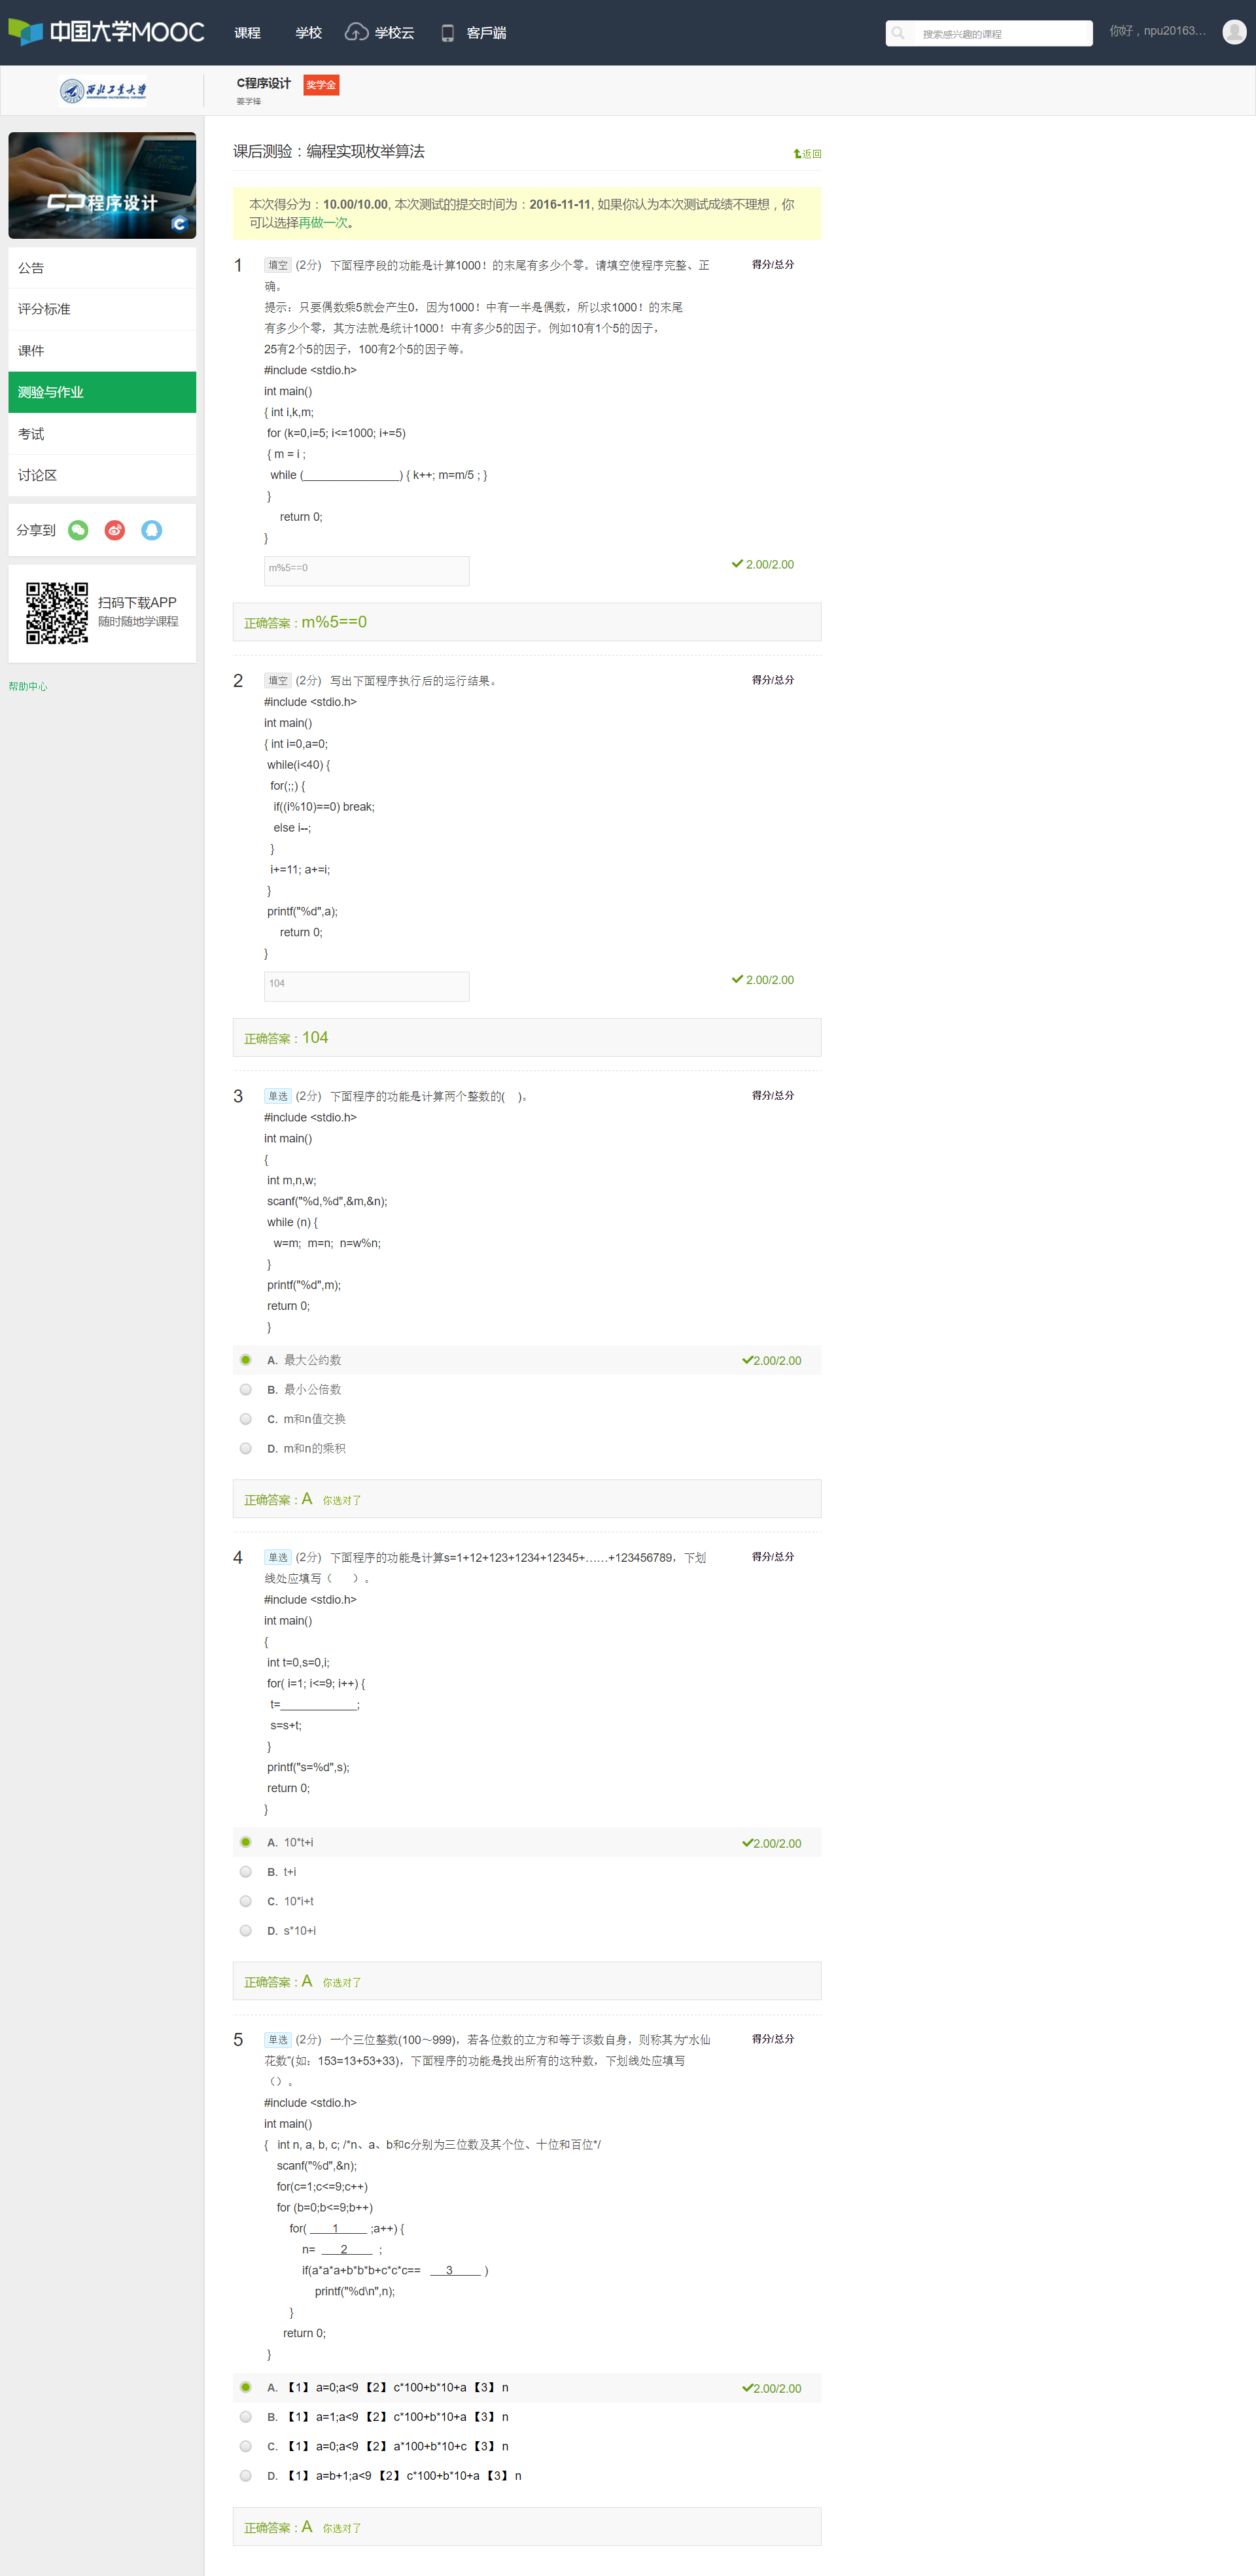 中国大学MOOC 课程 学校 学校云 客戶端 搜索感兴趣的课程 你好，npu20163...
西北工业大学 C程序设计 奖学金
姜学锋
CP程序设计
C
公告
评分标准
课件
测验与作业
考试
讨论区
分享到
扫码下载APP
随时随地学课程
帮助中心
课后测验：编程实现枚举算法 返回
本次得分为：10.00/10.00, 本次测试的提交时间为：2016-11-11, 如果你认为本次测试成绩不理想，你
可以选择再做一次。
1 填空 (2分) 下面程序段的功能是计算1000！的末尾有多少个零。请填空使程序完整、正 得分/总分
确。
提示：只要偶数乘5就会产生0，因为1000！中有一半是偶数，所以求1000！的末尾
有多少个零，其方法就是统计1000！中有多少5的因子。例如10有1个5的因子，
25有2个5的因子，100有2个5的因子等。
#include <stdio.h>
int main()
{ int i,k,m;
for (k=0,i=5; i<=1000; i+=5)
{ m = i ;
while (_______________) { k++; m=m/5 ; }
}
return 0;
}
m%5==0 2.00/2.00
正确答案：m%5==0
2 填空 (2分) 写出下面程序执行后的运行结果。 得分/总分
#include <stdio.h>
int main()
{ int i=0,a=0;
while(i<40) {
for(;;) {
if((i%10)==0) break;
else i--;
}
i+=11; a+=i;
}
printf("%d",a);
return 0;
}
104 2.00/2.00
正确答案：104
3 单选 (2分) 下面程序的功能是计算两个整数的( )。 得分/总分
#include <stdio.h>
int main()
{
int m,n,w;
scanf("%d,%d",&m,&n);
while (n) {
w=m; m=n; n=w%n;
}
printf("%d",m);
return 0;
}
A. 最大公约数 2.00/2.00
B. 最小公倍数
C. m和n值交换
D. m和n的乘积
正确答案：A 你选对了
4 单选 (2分) 下面程序的功能是计算s=1+12+123+1234+12345+……+123456789，下划 得分/总分
线处应填写（ ）。
#include <stdio.h>
int main()
{
int t=0,s=0,i;
for( i=1; i<=9; i++) {
t=____________;
s=s+t;
}
printf("s=%d",s);
return 0;
}
A. 10*t+i 2.00/2.00
B. t+i
C. 10*i+t
D. s*10+i
正确答案：A 你选对了
5 单选 (2分) 一个三位整数(100～999)，若各位数的立方和等于该数自身，则称其为“水仙 得分/总分
花数”(如：153=13+53+33)，下面程序的功能是找出所有的这种数，下划线处应填写
（）。
#include <stdio.h>
int main()
{ int n, a, b, c; /*n、a、b和c分别为三位数及其个位、十位和百位*/
scanf("%d",&n);
for(c=1;c<=9;c++)
for (b=0;b<=9;b++)
for( ____1____ ;a++) {
n= ___2____ ;
if(a*a*a+b*b*b+c*c*c== ___3____ )
printf("%d\n",n);
}
return 0;
}
A. 【1】 a=0;a<9 【2】 c*100+b*10+a 【3】 n 2.00/2.00
B. 【1】 a=1;a<9 【2】 c*100+b*10+a 【3】 n
C. 【1】 a=0;a<9 【2】 a*100+b*10+c 【3】 n
D. 【1】 a=b+1;a<9 【2】 c*100+b*10+a 【3】 n
正确答案：A 你选对了